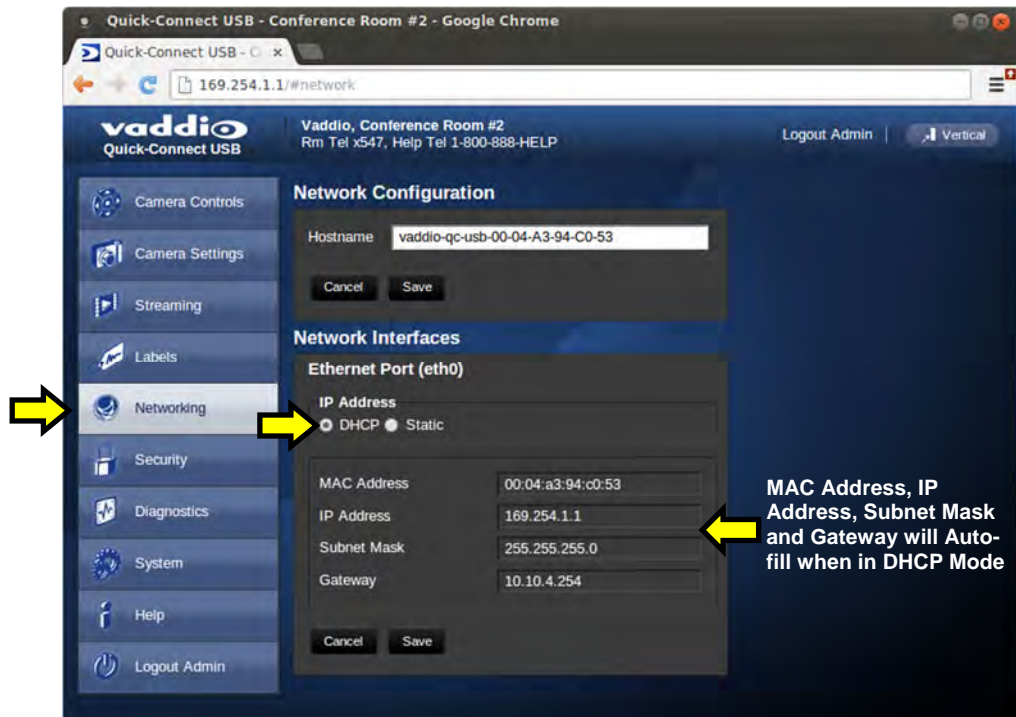 Quick-Connect USB - Conference Room #2 - Google Chrome
Quick-Connect USB - C ×
169.254.1.1/#network
vaddio
Quick-Connect USB
Vaddio, Conference Room #2
Rm Tel x547, Help Tel 1-800-888-HELP
Logout Admin | Vertical
Camera Controls
Camera Settings
Streaming
Labels
Networking
Security
Diagnostics
System
Help
Logout Admin
Network Configuration
Hostname vaddio-qc-usb-00-04-A3-94-C0-53
Cancel Save
Network Interfaces
Ethernet Port (eth0)
IP Address
DHCP Static
MAC Address 00:04:a3:94:c0:53
IP Address 169.254.1.1
Subnet Mask 255.255.255.0
Gateway 10.10.4.254
Cancel Save
MAC Address, IP
Address, Subnet Mask
and Gateway will Auto-
fill when in DHCP Mode